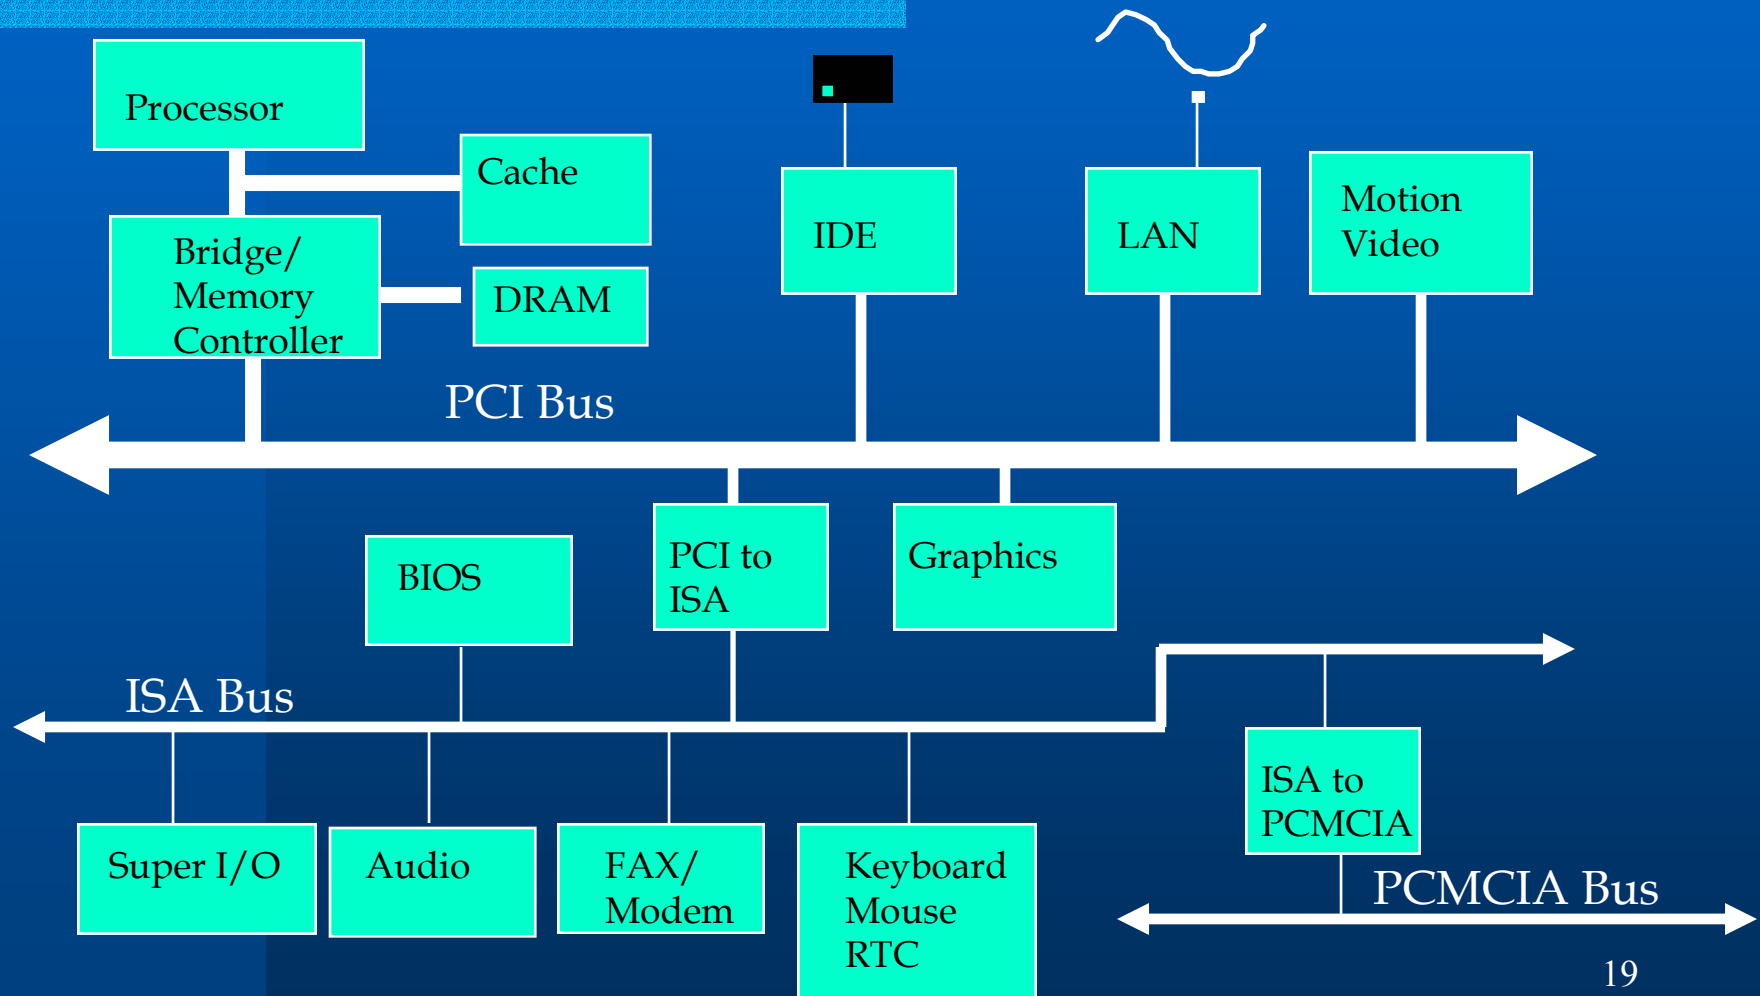 Processor
Cache
Bridge/
Memory
Controller
DRAM
IDE
LAN
Motion
Video
PCI Bus
BIOS
PCI to
ISA
Graphics
ISA Bus
Super I/O
Audio
FAX/
Modem
Keyboard
Mouse
RTC
ISA to
PCMCIA
PCMCIA Bus
19